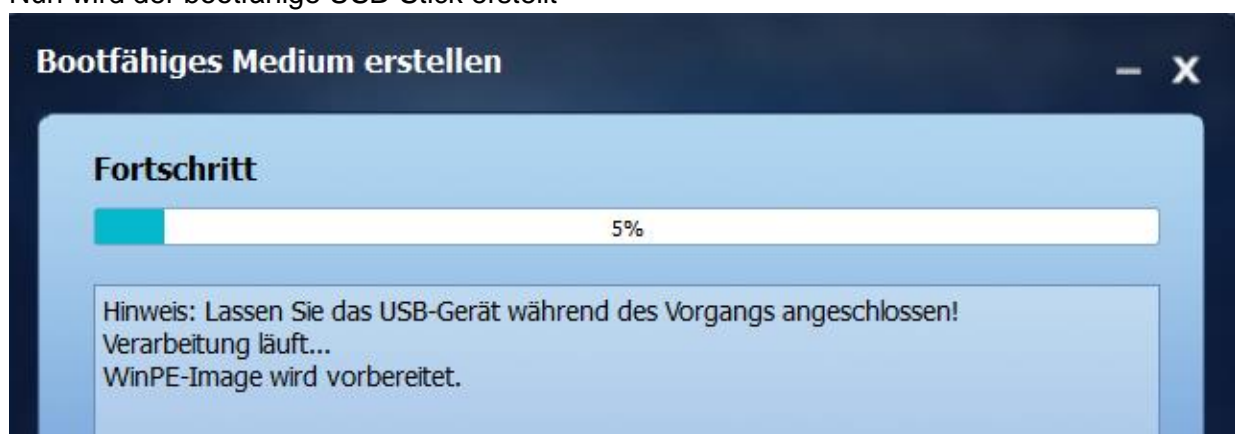 Nun wird der bootfähige USB-Stick erstellt
Bootfähiges Medium erstellen
Fortschritt
5%
Hinweis: Lassen Sie das USB-Gerät während des Vorgangs angeschlossen!
Verarbeitung läuft...
WinPE-Image wird vorbereitet.